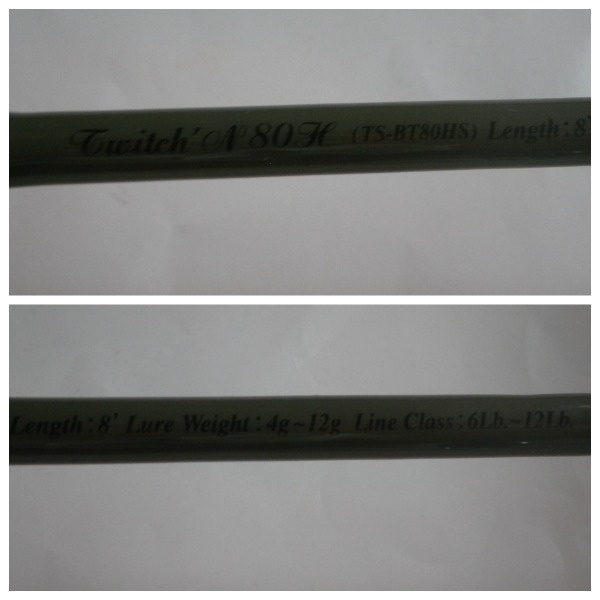 Twitch' N 80H (TS-BT80HS) Length:8'
Length:8' Lure Weight:4g~12g Line Class:6Lb.~12Lb.